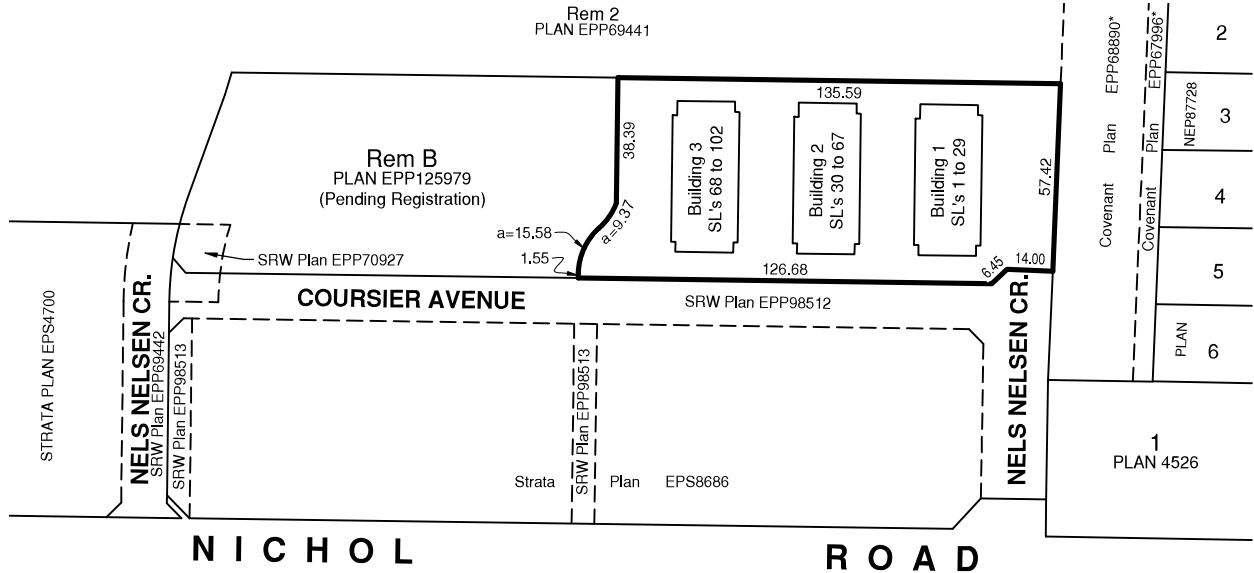 Rem 2
PLAN EPP69441
EPP68890*
Plan
Covenant
EPP67996*
Plan
Covenant
2
NEP87728
3
4
5
PLAN
6
1
PLAN 4526
135.59
38.39
57.42
Building 3
SL's 68 to 102
Building 2
SL's 30 to 67
Building 1
SL's 1 to 29
Rem B
PLAN EPP125979
(Pending Registration)
a=15.58
a=9.37
1.55
126.68
6.45
14.00
SRW Plan EPP70927
COURSIER AVENUE
SRW Plan EPP98512
STRATA PLAN EPS4700
NELS NELSEN CR.
SRW Plan EPP69442
SRW Plan EPP98513
SRW Plan EPP98513
NELS NELSEN CR.
Strata Plan EPS8686
NICHOL ROAD